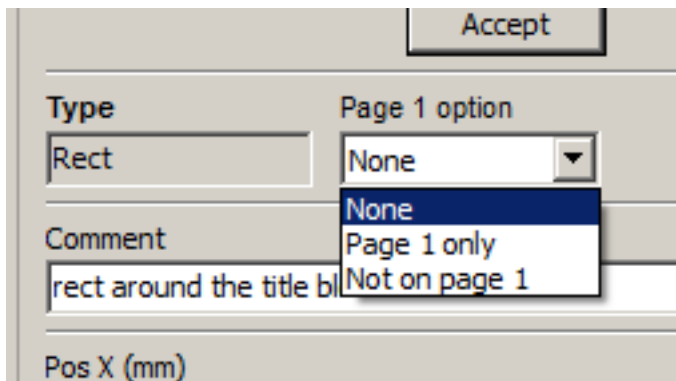 Accept
Type
Page 1 option
Rect
None
None
Page 1 only
Not on page 1
Comment
rect around the title
Pos X (mm)